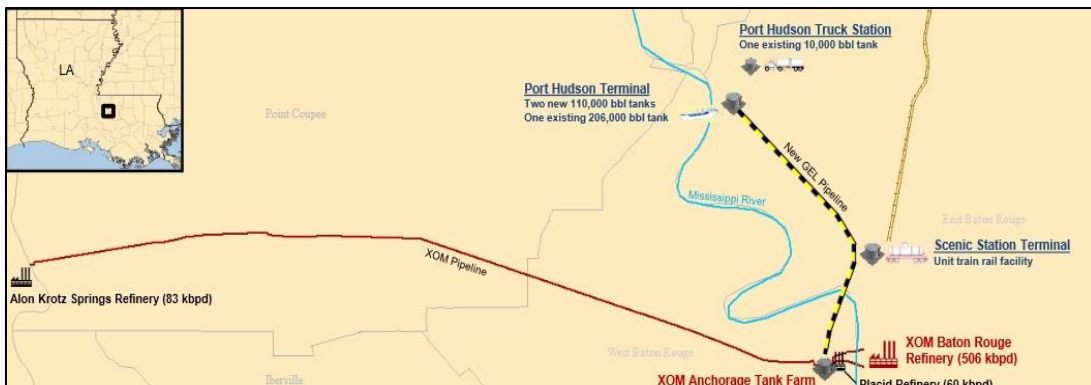 LA
Port Hudson Truck Station
One existing 10,000 bbl tank
Port Hudson Terminal
Two new 110,000 bbl tanks
One existing 206,000 bbl tank
Point Coupee
New GEL Pipeline
Mississippi River
East Baton Rouge
Scenic Station Terminal
Unit train rail facility
XOM Pipeline
Alon Krotz Springs Refinery (83 kbpd)
XOM Baton Rouge
Refinery (506 kbpd)
West Baton Rouge
XOM Anchorage Tank Farm
Placid Refinery (60 kbpd)
Iberville